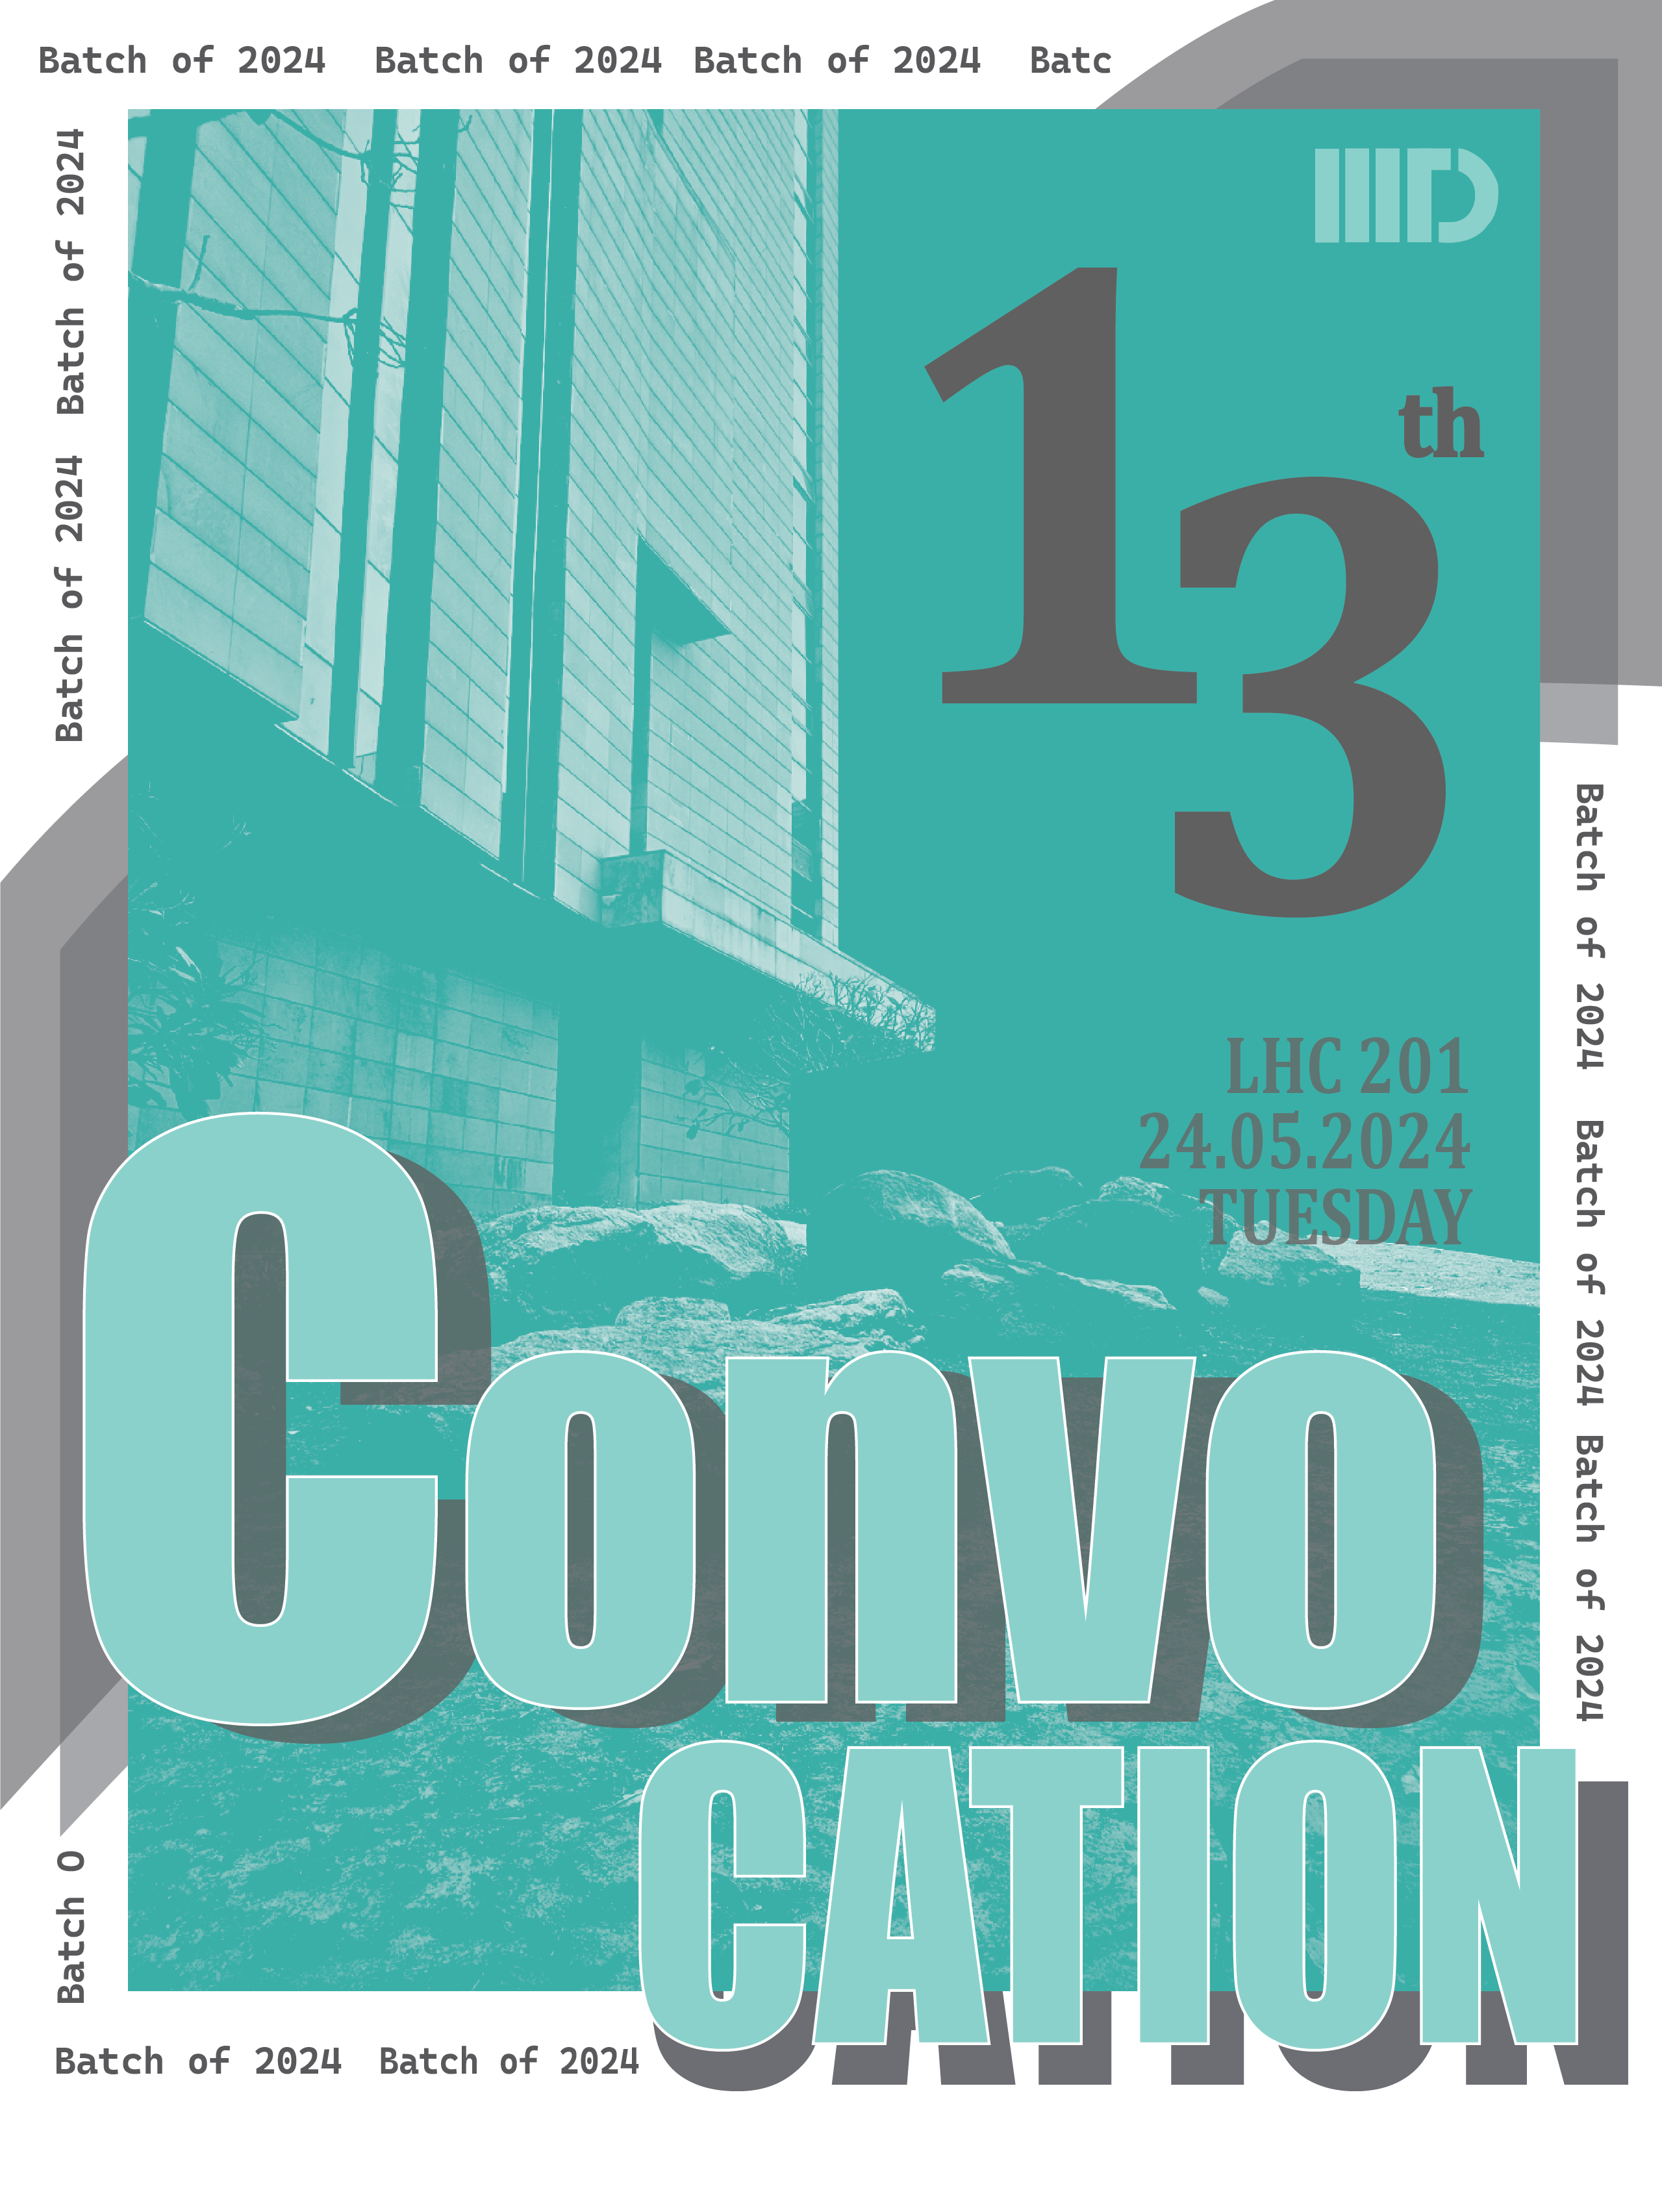 Batch of 2024 Batch of 2024 Batch of 2024 Batc
Batch of 2024 Batch of 2024
IIITD
13th
LHC 201
24.05.2024
TUESDAY
Batch of 2024 Batch of 2024 Batch of 2024
Convo
CATION
Batch O
Batch of 2024 Batch of 2024